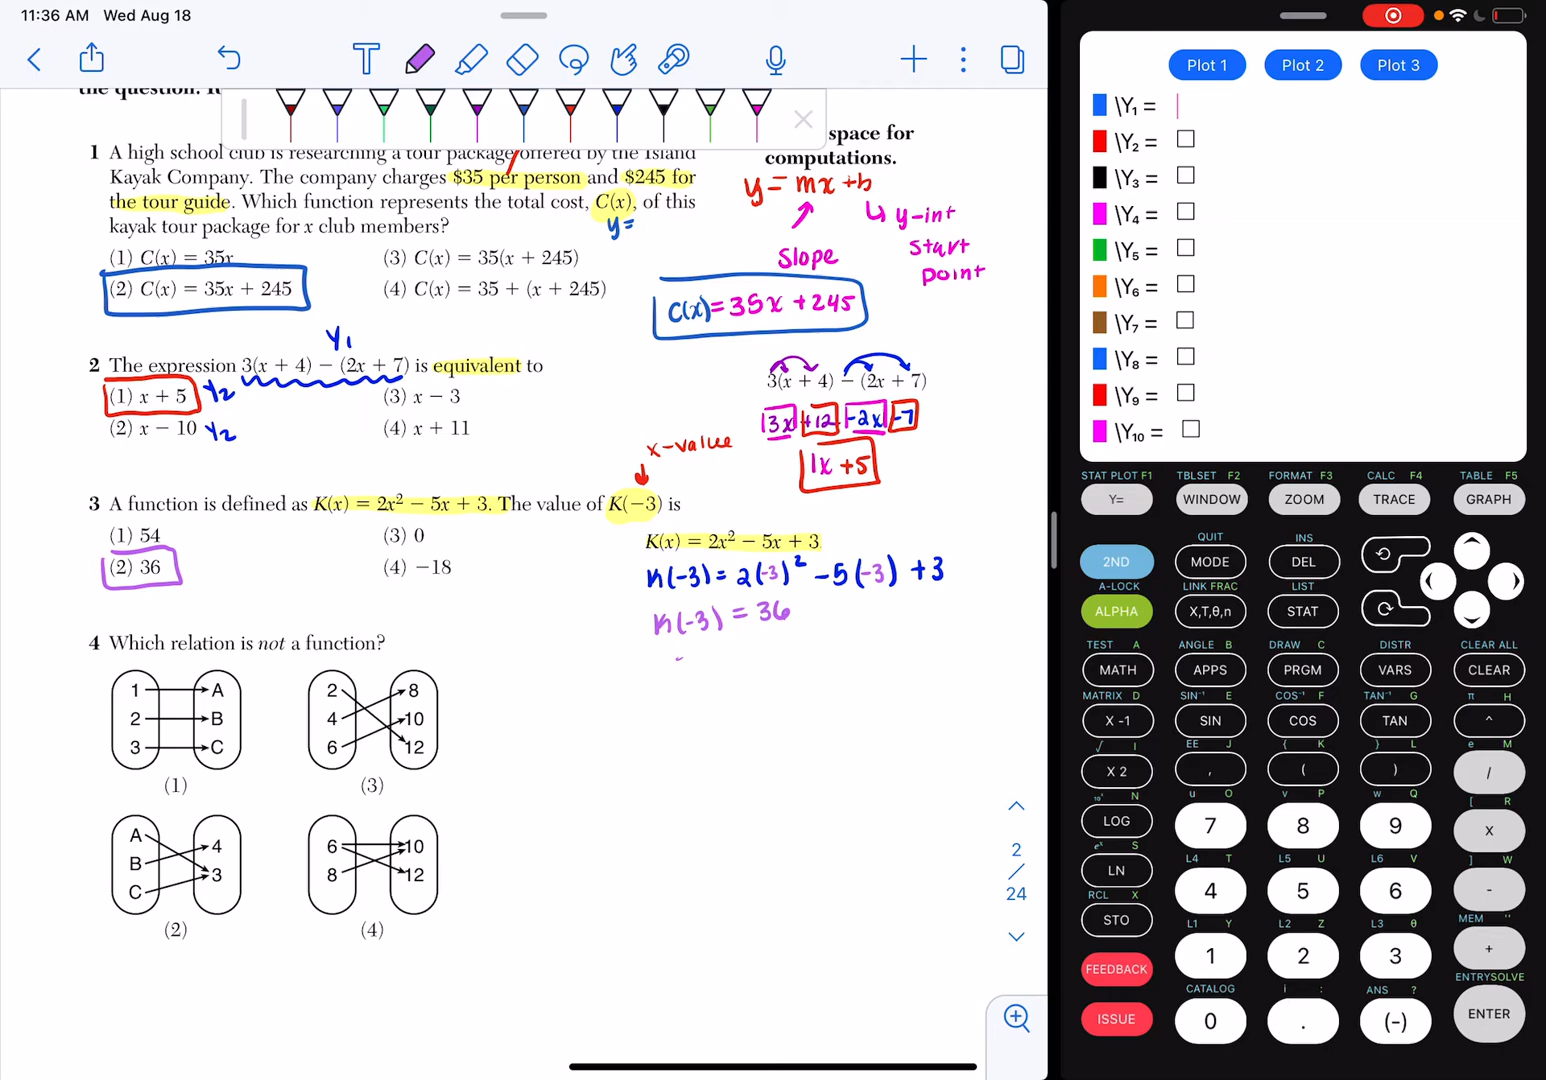 11:36 AM Wed Aug 18
the question.
space for
computations.
1 A high school club is researching a tour package offered by the Island
Kayak Company. The company charges $35 per person and $245 for
the tour guide. Which function represents the total cost, C(x), of this
y=
kayak tour package for x club members?
(1) C(x) = 35x
(3) C(x) = 35(x + 245)
(2) C(x) = 35x + 245
(4) C(x) = 35 + (x + 245)
y = mx + b
y-int
start
point
slope
C(x) = 35x + 245
Y1
2 The expression 3(x + 4) − (2x + 7) is equivalent to
(1) x + 5 Y2
(3) x − 3
(2) x − 10 Y2
(4) x + 11
3(x + 4) − (2x + 7)
3x +12 -2x -7
1x +5
x-value
3 A function is defined as K(x) = 2x² − 5x + 3. The value of K(−3) is
(1) 54
(3) 0
(2) 36
(4) −18
K(x) = 2x² − 5x + 3
K(-3) = 2(-3)² -5(-3) +3
K(-3) = 36
4 Which relation is not a function?
1 A
2 B
3 C
(1)
2 8
4 10
6 12
(3)
A
B 4
C 3
(2)
6 10
8 12
(4)
2
/
24
Plot 1 Plot 2 Plot 3
\Y₁ =
\Y₂ =
\Y₃ =
\Y₄ =
\Y₅ =
\Y₆ =
\Y₇ =
\Y₈ =
\Y₉ =
\Y₁₀ =
STAT PLOT F1 TBLSET F2 FORMAT F3 CALC F4 TABLE F5
Y= WINDOW ZOOM TRACE GRAPH
QUIT INS
2ND MODE DEL
A-LOCK LINK FRAC LIST
ALPHA X,T,θ,n STAT
TEST A ANGLE B DRAW C DISTR CLEAR ALL
MATH APPS PRGM VARS CLEAR
MATRIX D SIN⁻¹ E COS⁻¹ F TAN⁻¹ G π H
X -1 SIN COS TAN ^
√ I EE J { K } L e M
X 2 , ( ) /
10ˣ N u O v P w Q [ R
LOG 7 8 9 X
eˣ S L4 T L5 U L6 V ] W
LN 4 5 6 -
RCL X L1 Y L2 Z L3 θ MEM "
STO 1 2 3 +
FEEDBACK
CATALOG i : ANS ? ENTRY SOLVE
ISSUE 0 . (-) ENTER